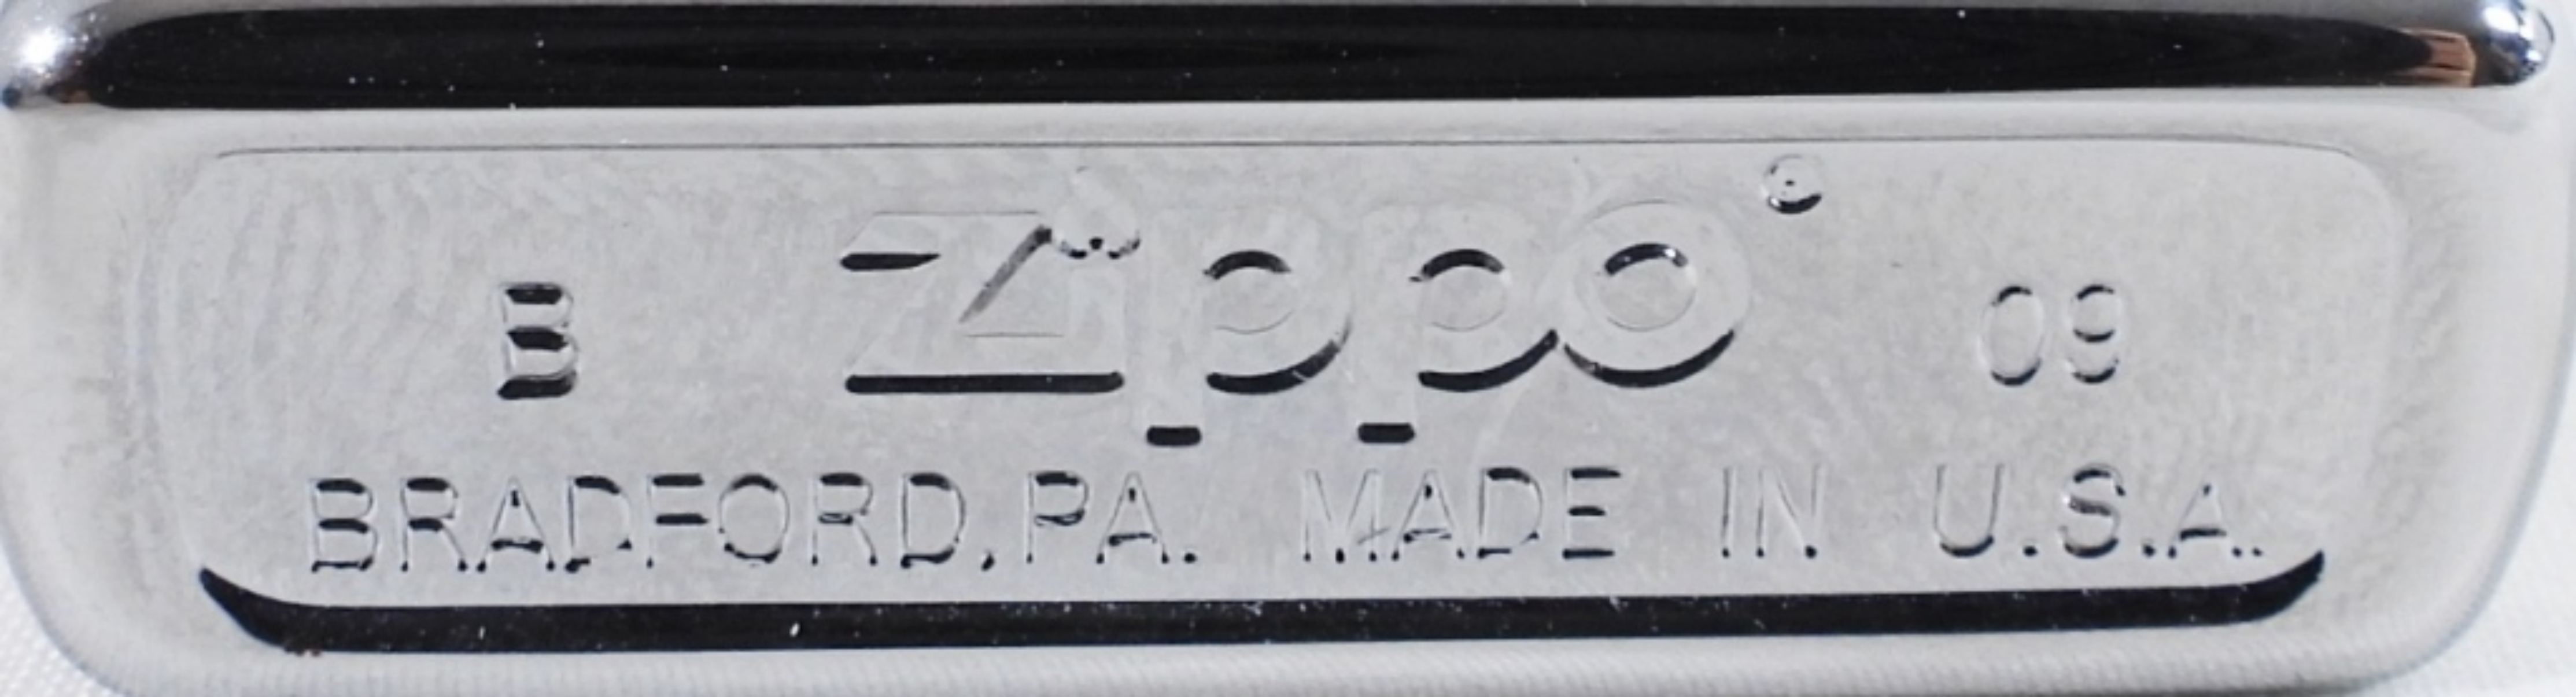 B Zippo® 09
BRADFORD, PA. MADE IN U.S.A.